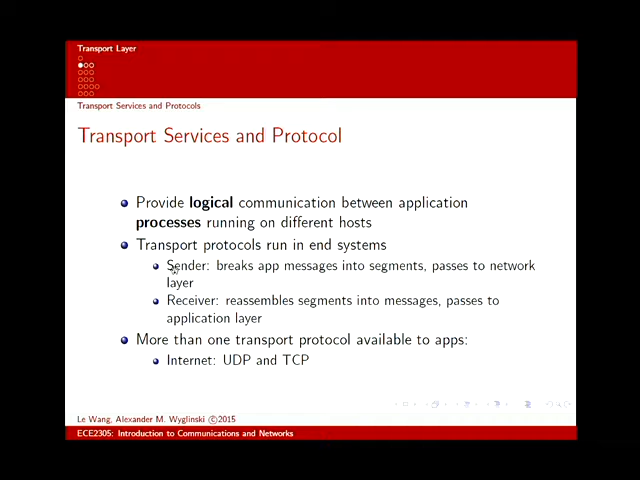 Transport Layer
Transport Services and Protocols
Transport Services and Protocol
Provide logical communication between application
processes running on different hosts
Transport protocols run in end systems
Sender: breaks app messages into segments, passes to network
layer
Receiver: reassembles segments into messages, passes to
application layer
More than one transport protocol available to apps:
Internet: UDP and TCP
Le Wang, Alexander M. Wyglinski ©2015
ECE2305: Introduction to Communications and Networks